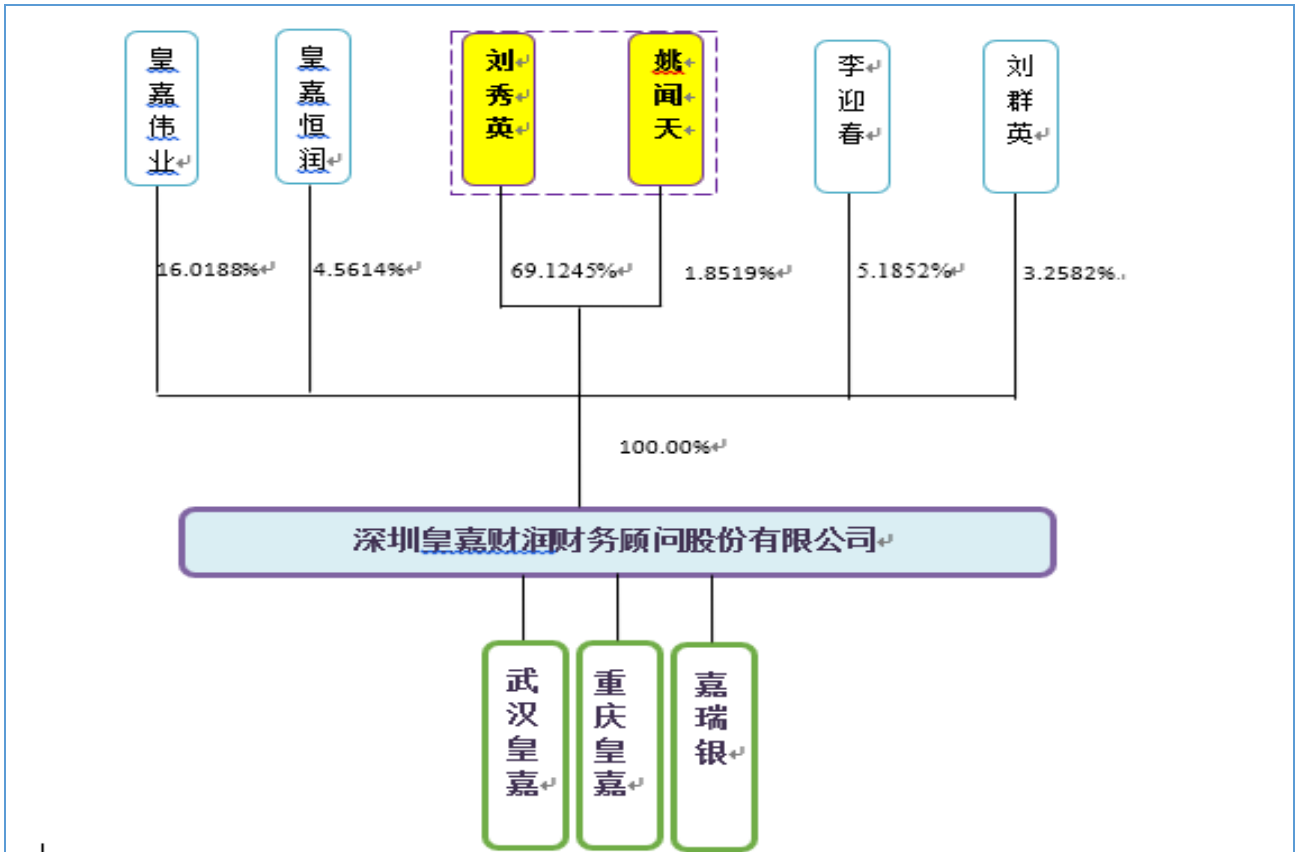 皇嘉伟业
皇嘉恒润
刘秀英
姚闻天
李迎春
刘群英
16.0188%
4.5614%
69.1245%
1.8519%
5.1852%
3.2582%
100.00%
深圳皇嘉财润财务顾问股份有限公司
武汉皇嘉
重庆皇嘉
嘉瑞银